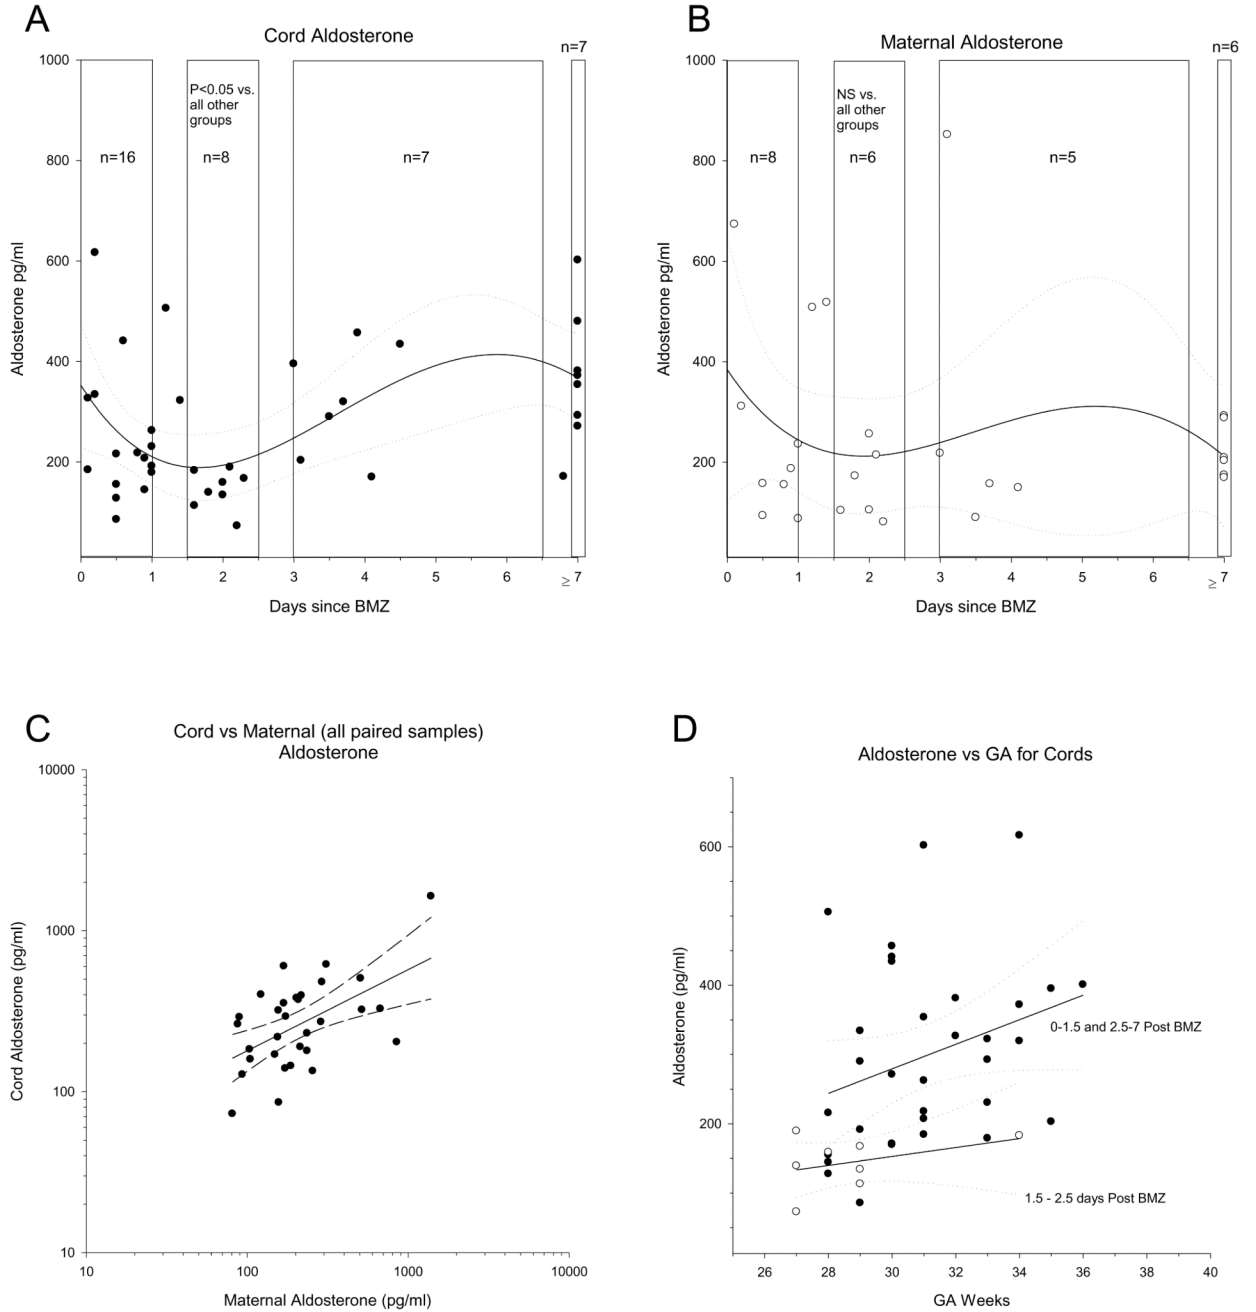 A
Cord Aldosterone
n=7
1000
800
600
400
200
Aldosterone pg/ml
P<0.05 vs.
all other
groups
n=16
n=8
n=7
0
1
2
3
4
5
6
≥ 7
Days since BMZ
B
Maternal Aldosterone
n=6
1000
800
600
400
200
Aldosterone pg/ml
NS vs.
all other
groups
n=8
n=6
n=5
0
1
2
3
4
5
6
≥ 7
Days since BMZ
C
Cord vs Maternal (all paired samples)
Aldosterone
10000
1000
100
10
Cord Aldosterone (pg/ml)
10
100
1000
10000
Maternal Aldosterone (pg/ml)
D
Aldosterone vs GA for Cords
600
400
200
Aldosterone (pg/ml)
0-1.5 and 2.5-7 Post BMZ
1.5 - 2.5 days Post BMZ
26
28
30
32
34
36
38
40
GA Weeks